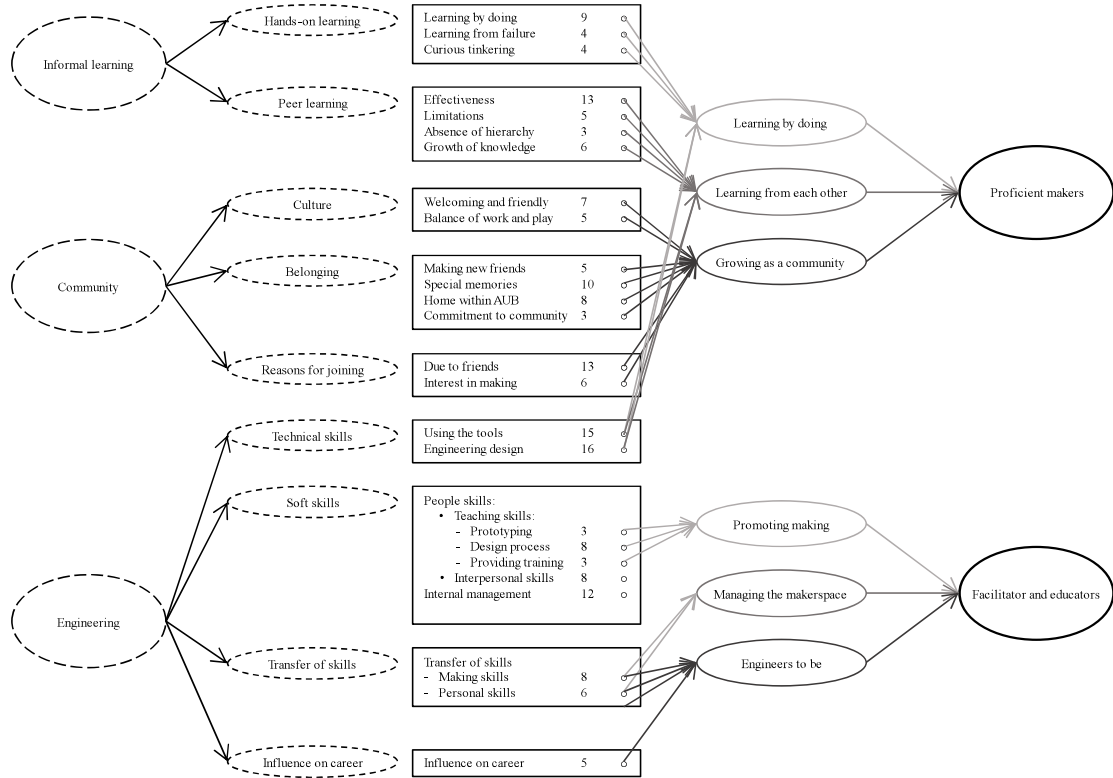 Informal learning
Hands-on learning
Learning by doing 9
Learning from failure 4
Curious tinkering 4
Peer learning
Effectiveness 13
Limitations 5
Absence of hierarchy 3
Growth of knowledge 6
Community
Culture
Welcoming and friendly 7
Balance of work and play 5
Belonging
Making new friends 5
Special memories 10
Home within AUB 8
Commitment to community 3
Reasons for joining
Due to friends 13
Interest in making 6
Engineering
Technical skills
Using the tools 15
Engineering design 16
Soft skills
People skills:
• Teaching skills:
- Prototyping 3
- Design process 8
- Providing training 3
• Interpersonal skills 8
Internal management 12
Transfer of skills
Transfer of skills
- Making skills 8
- Personal skills 6
Influence on career
Influence on career 5
Learning by doing
Learning from each other
Growing as a community
Proficient makers
Promoting making
Managing the makerspace
Engineers to be
Facilitator and educators